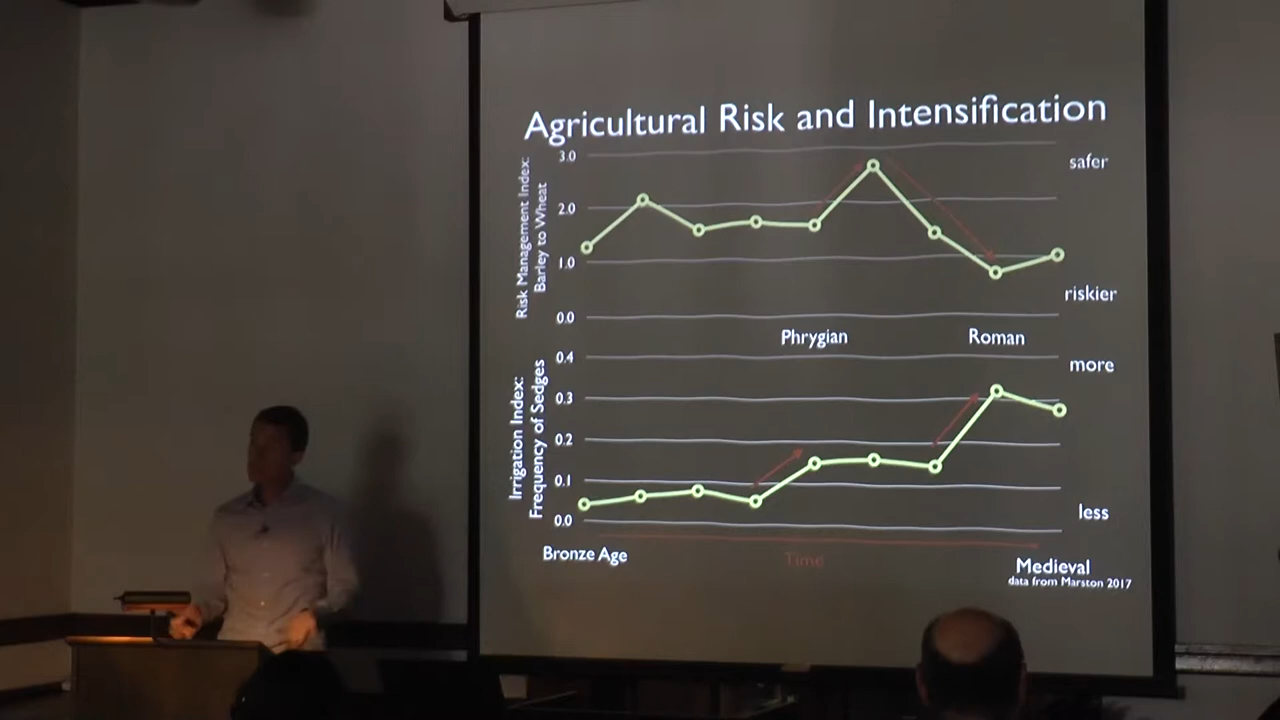 Agricultural Risk and Intensification
Risk Management Index:
Barley to Wheat
3.0
2.0
1.0
0.0
safer
riskier
Phrygian
Roman
Irrigation Index:
Frequency of Sedges
0.4
0.3
0.2
0.1
0.0
more
less
Bronze Age
Time
Medieval
data from Marston 2017